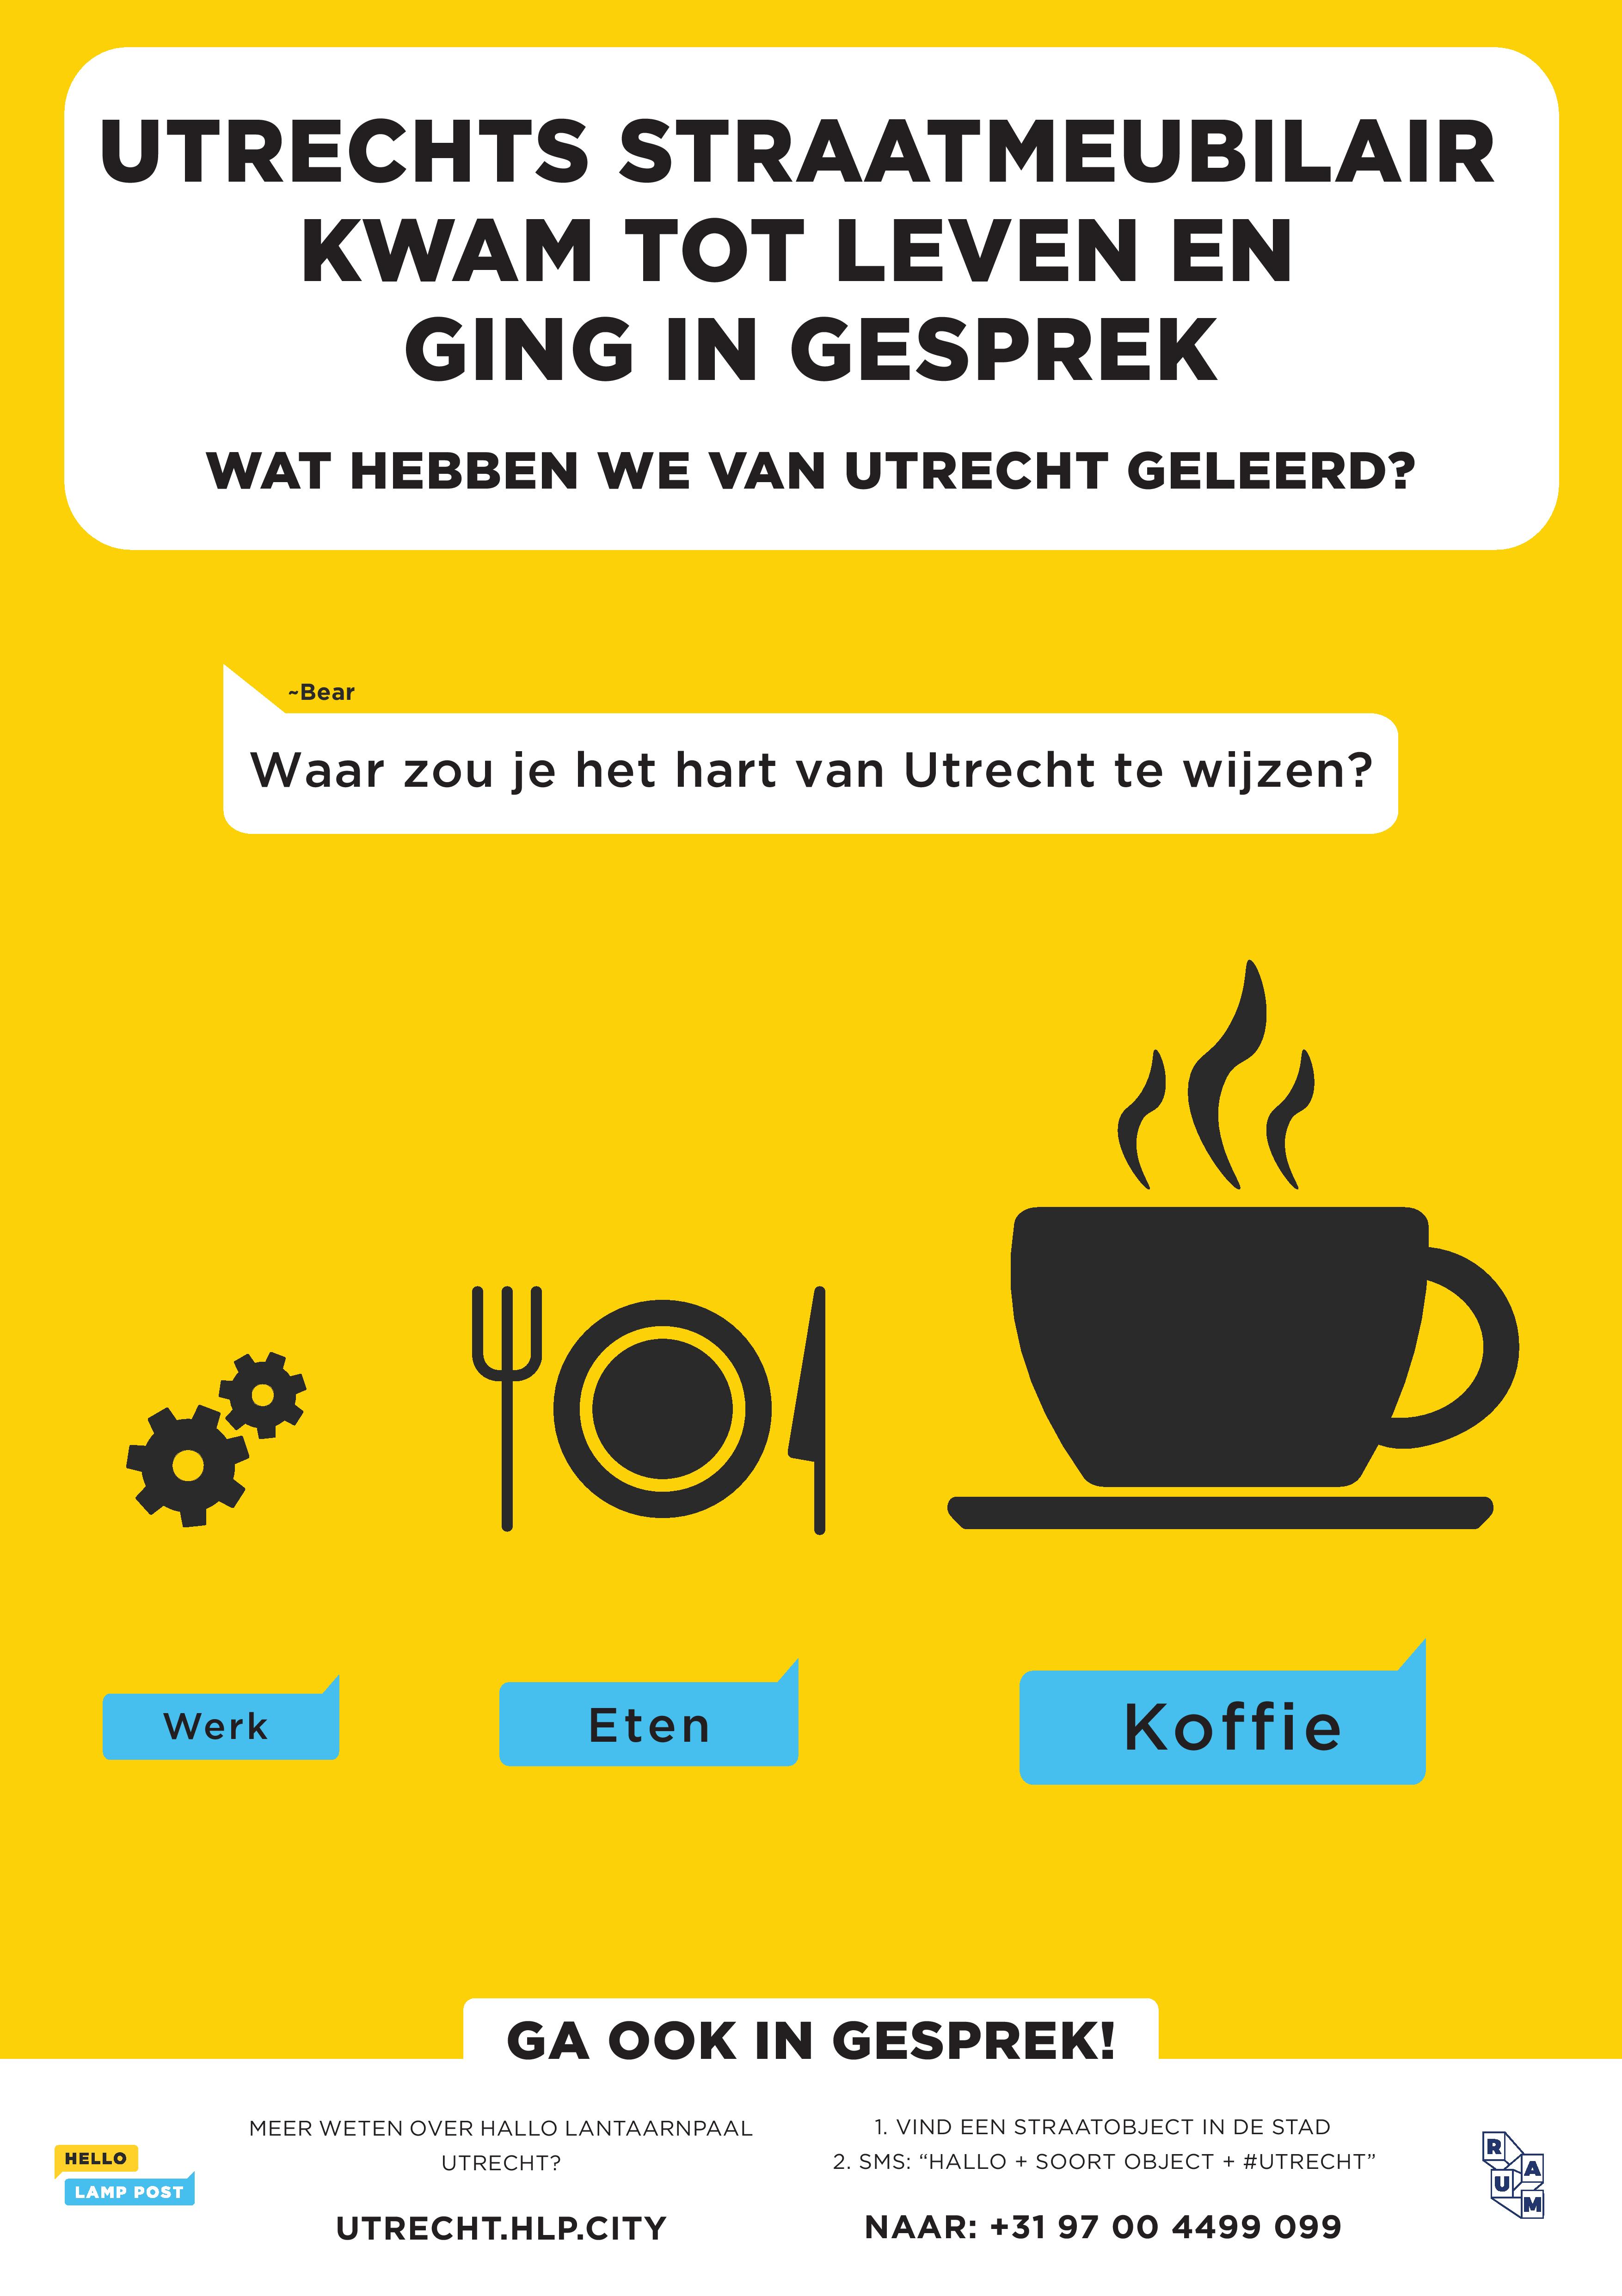 UTRECHTS STRAATMEUBILAIR
KWAM TOT LEVEN EN
GING IN GESPREK
WAT HEBBEN WE VAN UTRECHT GELEERD?
~Bear
Waar zou je het hart van Utrecht te wijzen?
Werk
Eten
Koffie
GA OOK IN GESPREK!
HELLO
LAMP POST
MEER WETEN OVER HALLO LANTAARNPAAL
UTRECHT?
UTRECHT.HLP.CITY
1. VIND EEN STRAATOBJECT IN DE STAD
2. SMS: “HALLO + SOORT OBJECT + #UTRECHT”
NAAR: +31 97 00 4499 099
RAUM